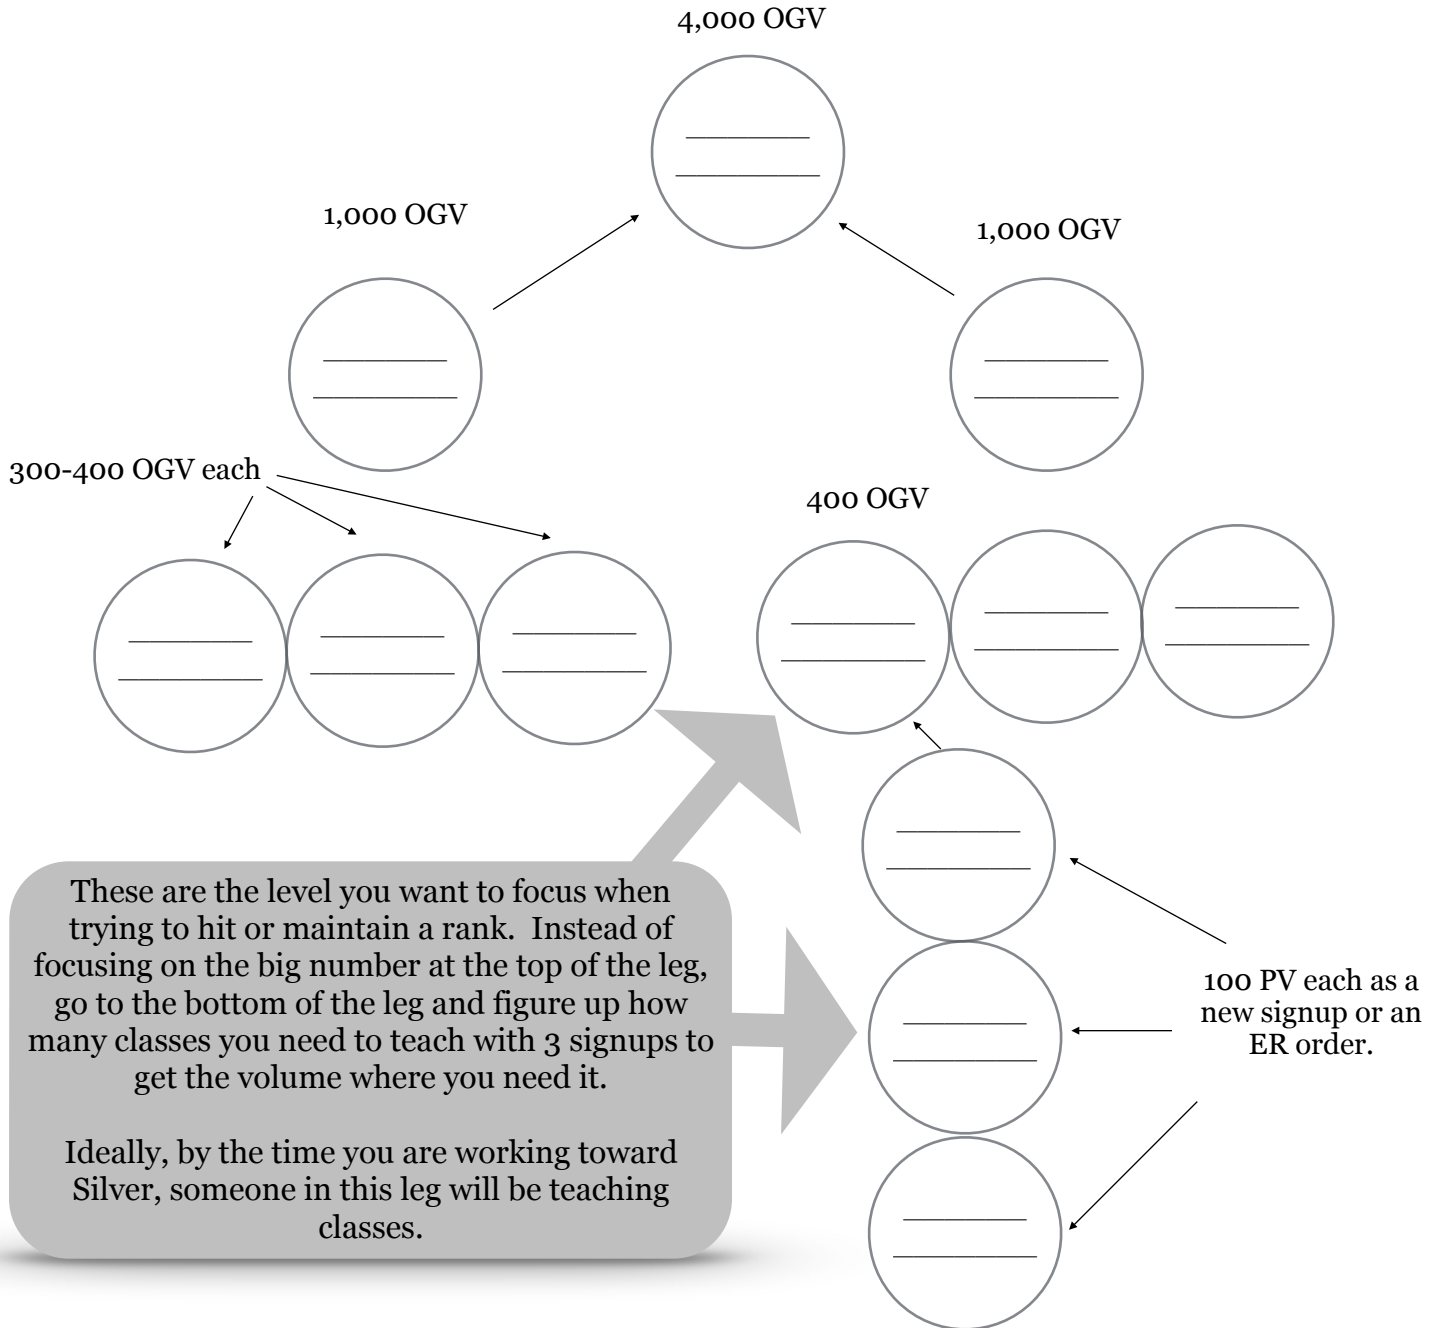 4,000 OGV
1,000 OGV
1,000 OGV
300-400 OGV each
400 OGV
These are the level you want to focus when
trying to hit or maintain a rank.  Instead of
focusing on the big number at the top of the leg,
go to the bottom of the leg and figure up how
many classes you need to teach with 3 signups to
get the volume where you need it.
Ideally, by the time you are working toward
Silver, someone in this leg will be teaching
classes.
100 PV each as a
new signup or an
ER order.